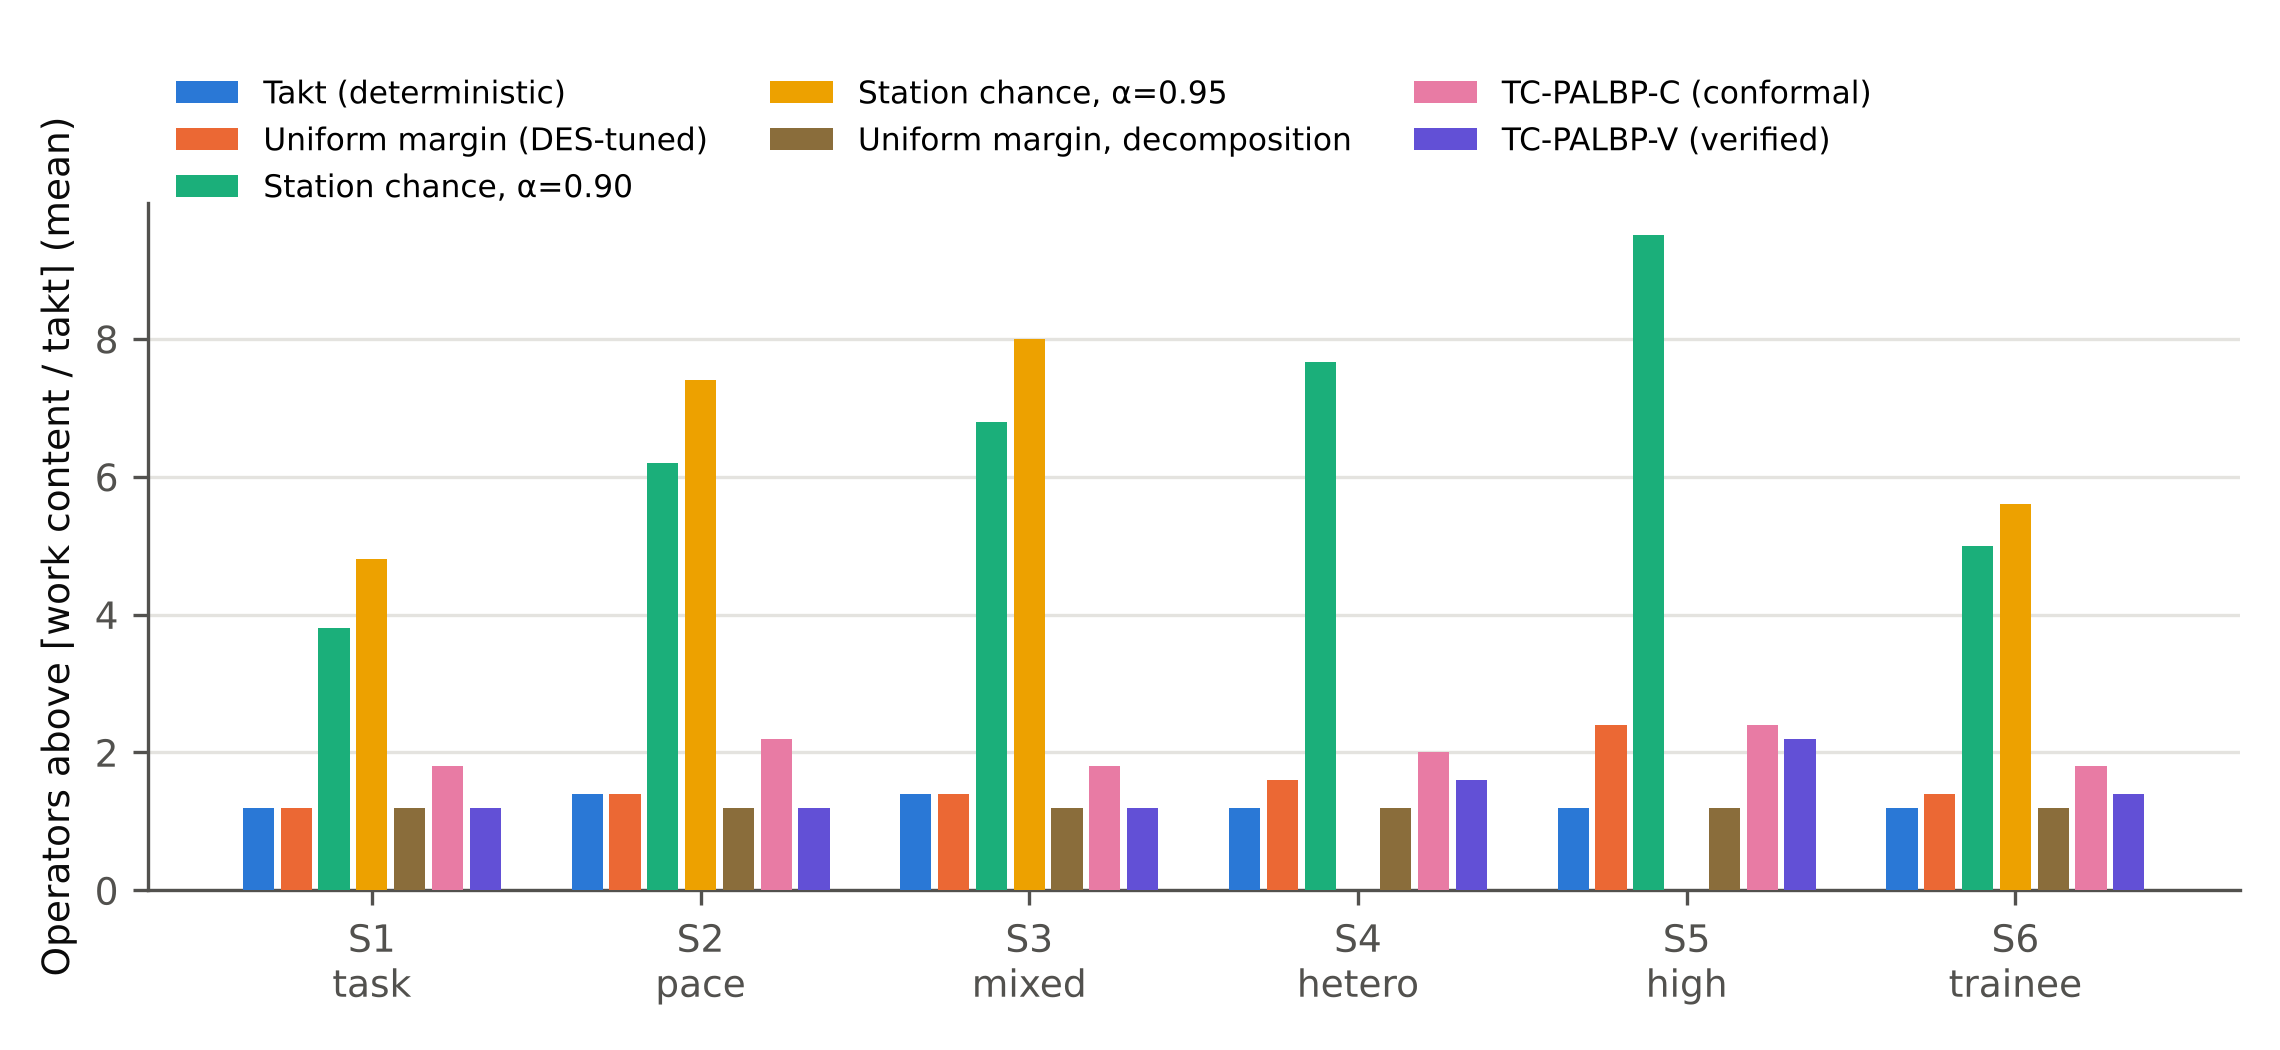 Takt (deterministic)
Uniform margin (DES-tuned)
Station chance, α=0.90
Station chance, α=0.95
Uniform margin, decomposition
TC-PALBP-C (conformal)
TC-PALBP-V (verified)
Operators above [work content / takt] (mean)
8
6
4
2
0
S1
task
S2
pace
S3
mixed
S4
hetero
S5
high
S6
trainee